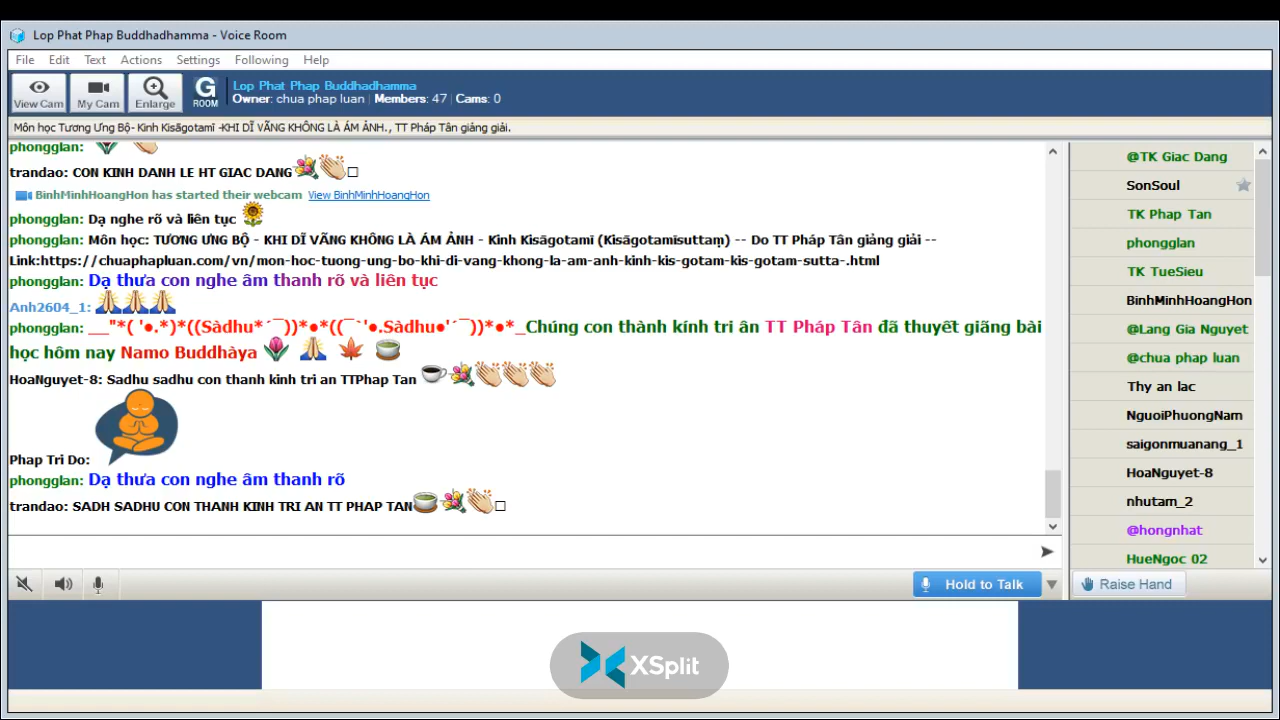 Lop Phat Phap Buddhadhamma - Voice Room
File Edit Text Actions Settings Following Help
View Cam My Cam Enlarge G ROOM
Lop Phat Phap Buddhadhamma
Owner: chua phap luan | Members: 47 | Cams: 0
Môn học Tương Ưng Bộ- Kinh Kisāgotamī -KHI DĨ VÃNG KHÔNG LÀ ÁM ẢNH., TT Pháp Tân giảng giải.
phongglan:
trandao: CON KINH DANH LE HT GIAC DANG
BinhMinhHoangHon has started their webcam View BinhMinhHoangHon
phongglan: Dạ nghe rõ và liên tục
phongglan: Môn học: TƯƠNG ƯNG BỘ - KHI DĨ VÃNG KHÔNG LÀ ÁM ẢNH - Kinh Kisāgotamī (Kisāgotamīsuttaṃ) -- Do TT Pháp Tân giảng giải --
Link:https://chuaphapluan.com/vn/mon-hoc-tuong-ung-bo-khi-di-vang-khong-la-am-anh-kinh-kis-gotam-kis-gotam-sutta-.html
phongglan: Dạ thưa con nghe âm thanh rõ và liên tục
Anh2604_1:
phongglan: __"*( '●.*)*((Sàdhu*´¯))*●*((¯`'●.Sàdhu●'´¯))*●*_Chúng con thành kính tri ân TT Pháp Tân đã thuyết giãng bài
học hôm nay Namo Buddhàya
HoaNguyet-8: Sadhu sadhu con thanh kinh tri an TTPhap Tan
Phap Tri Do:
phongglan: Dạ thưa con nghe âm thanh rõ
trandao: SADH SADHU CON THANH KINH TRI AN TT PHAP TAN
@TK Giac Dang
SonSoul
TK Phap Tan
phongglan
TK TueSieu
BinhMinhHoangHon
@Lang Gia Nguyet
@chua phap luan
Thy an lac
NguoiPhuongNam
saigonmuanang_1
HoaNguyet-8
nhutam_2
@hongnhat
HueNgoc 02
Hold to Talk
Raise Hand
XSplit